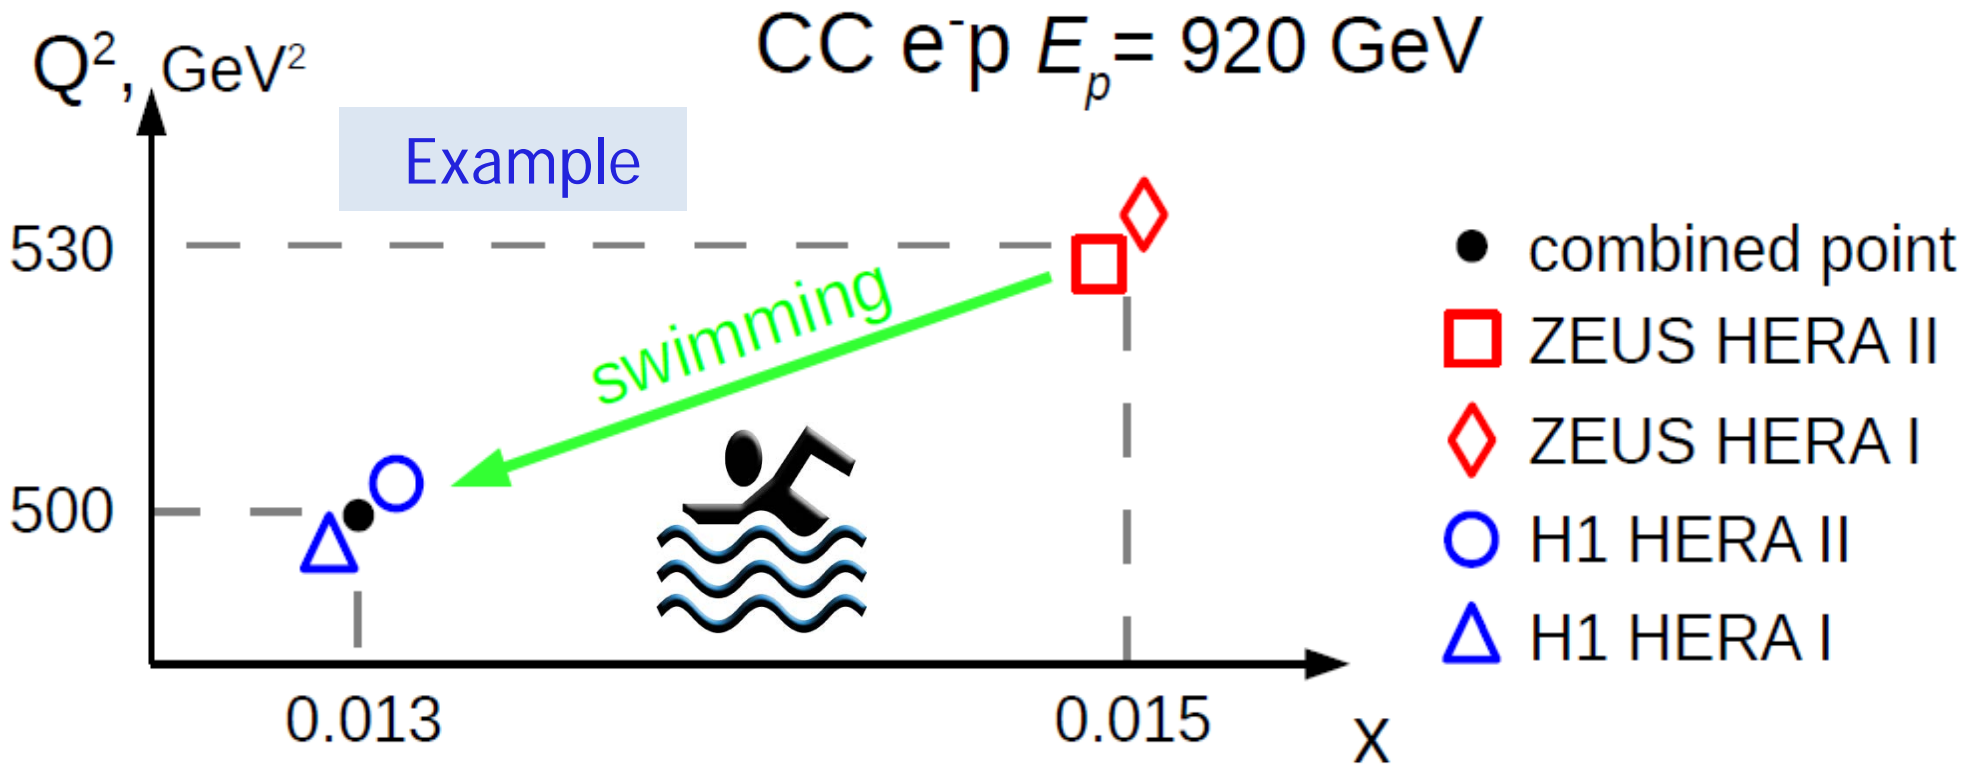 CC e⁻p Eₚ= 920 GeV
Q², GeV²
Example
530
swimming
500
0.013
0.015
x
combined point
ZEUS HERA II
ZEUS HERA I
H1 HERA II
H1 HERA I